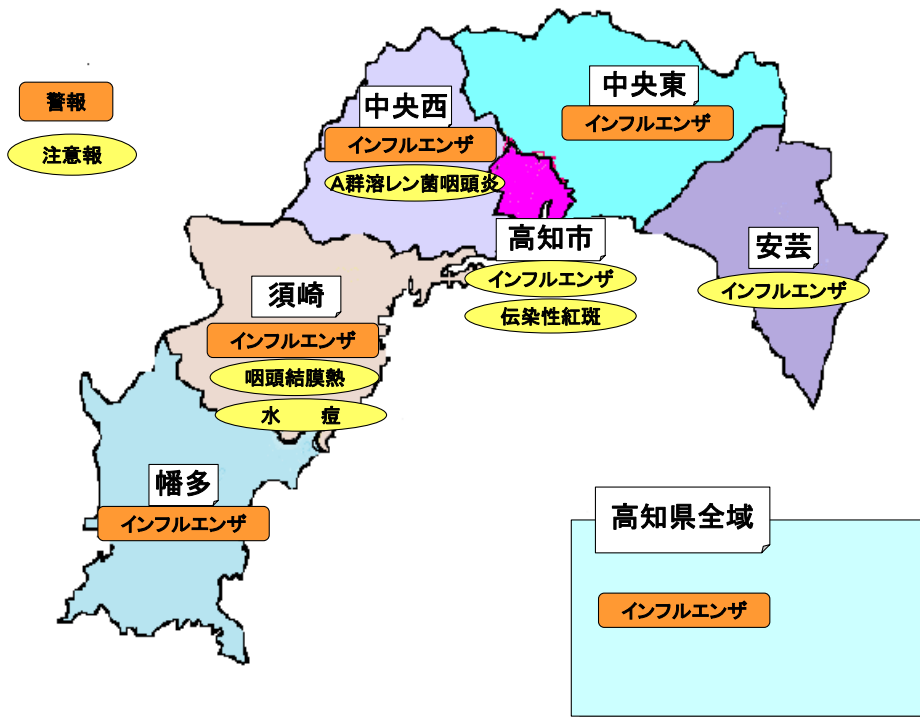 警報
注意報
中央西
インフルエンザ
A群溶レン菌咽頭炎
中央東
インフルエンザ
高知市
インフルエンザ
伝染性紅斑
安芸
インフルエンザ
須崎
インフルエンザ
咽頭結膜熱
水　　痘
幡多
インフルエンザ
高知県全域
インフルエンザ